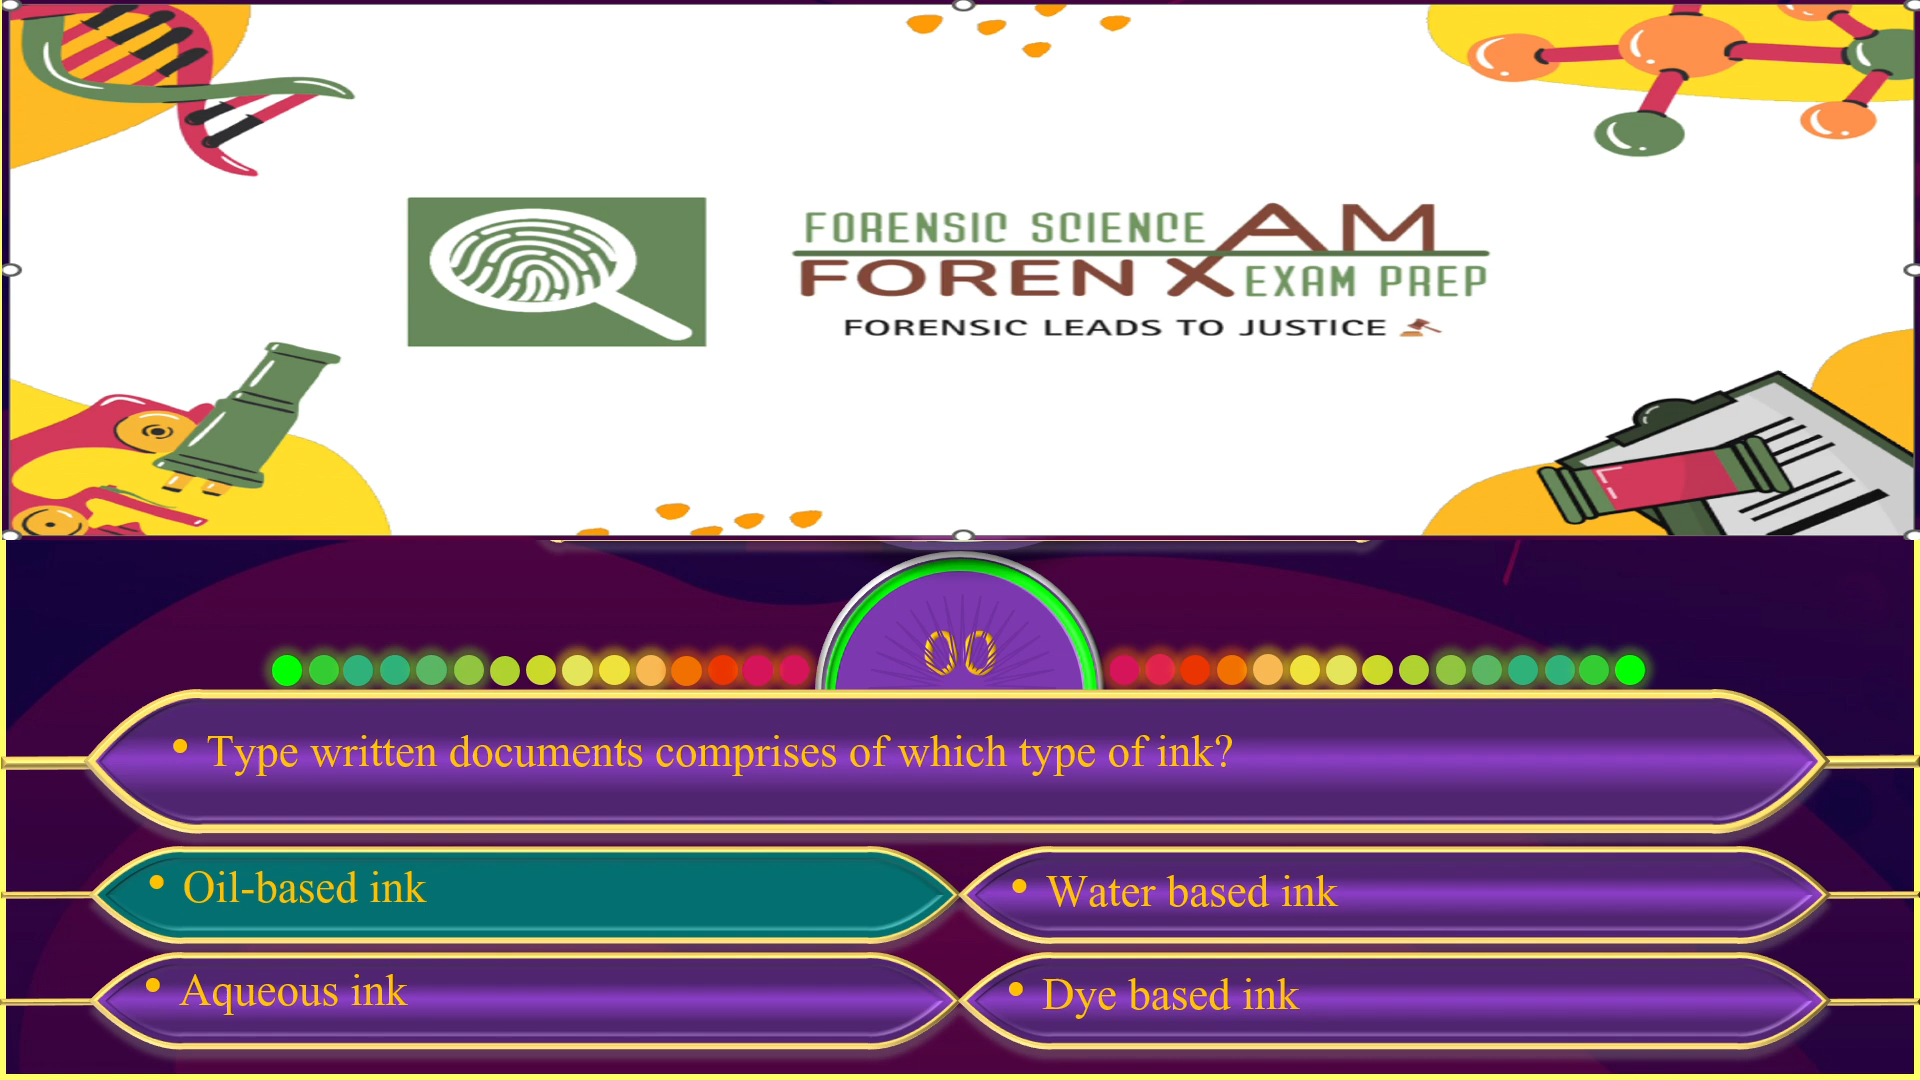 FORENSIC SCIENCE AM
FOREN X EXAM PREP
FORENSIC LEADS TO JUSTICE
00
• Type written documents comprises of which type of ink?
• Oil-based ink
• Water based ink
• Aqueous ink
• Dye based ink